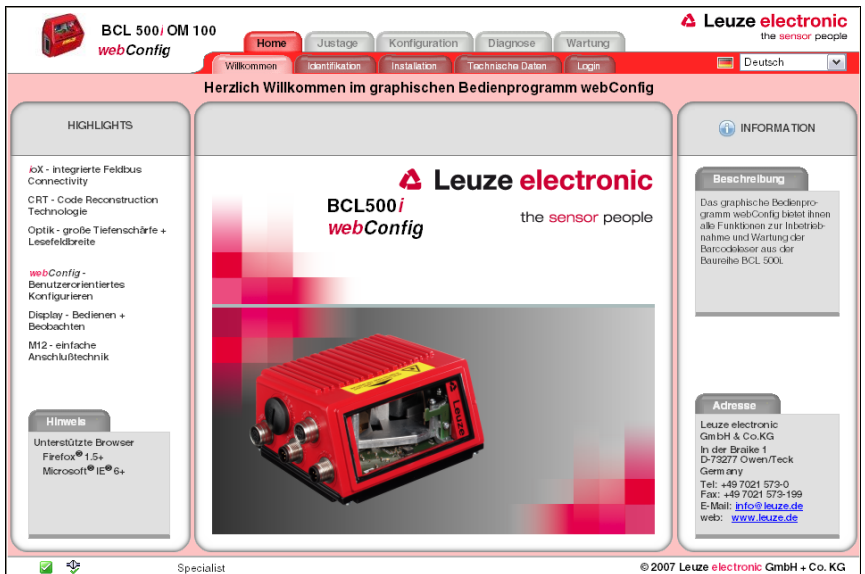 BCL 500i OM 100
webConfig
Leuze electronic
the sensor people
Home
Justage
Konfiguration
Diagnose
Wartung
Willkommen
Identifikation
Installation
Technische Daten
Login
Deutsch
Herzlich Willkommen im graphischen Bedienprogramm webConfig
HIGHLIGHTS
ioX - integrierte Feldbus
Connectivity
CRT - Code Reconstruction
Technologie
Optik - große Tiefenschärfe +
Lesefeldbreite
webConfig -
Benutzerorientiertes
Konfigurieren
Display - Bedienen +
Beobachten
M12 - einfache
Anschlußtechnik
Hinweis
Unterstützte Browser
Firefox® 1.5+
Microsoft® IE® 6+
Leuze electronic
the sensor people
BCL500i
webConfig
Leuze
INFORMATION
Beschreibung
Das graphische Bedienpro-
gramm webConfig bietet ihnen
alle Funktionen zur Inbetrieb-
nahme und Wartung der
Barcodeleser aus der
Baureihe BCL 500i.
Adresse
Leuze electronic
GmbH & Co.KG
In der Braike 1
D-73277 Owen/Teck
Germany
Tel: +49 7021 573-0
Fax: +49 7021 573-199
E-Mail: info@leuze.de
web: www.leuze.de
Specialist
© 2007 Leuze electronic GmbH + Co. KG